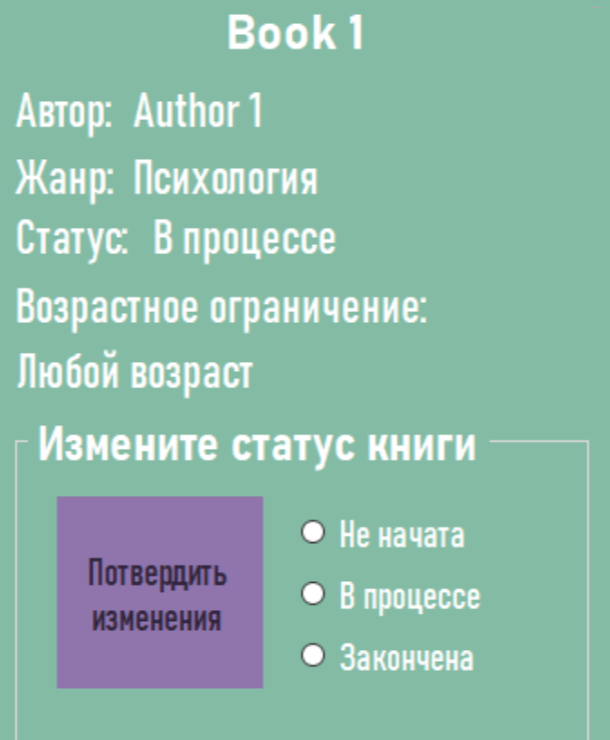 Book 1
Автор: Author 1
Жанр: Психология
Статус: В процессе
Возрастное ограничение:
Любой возраст
Измените статус книги
Потвердить
изменения
Не начата
В процессе
Закончена